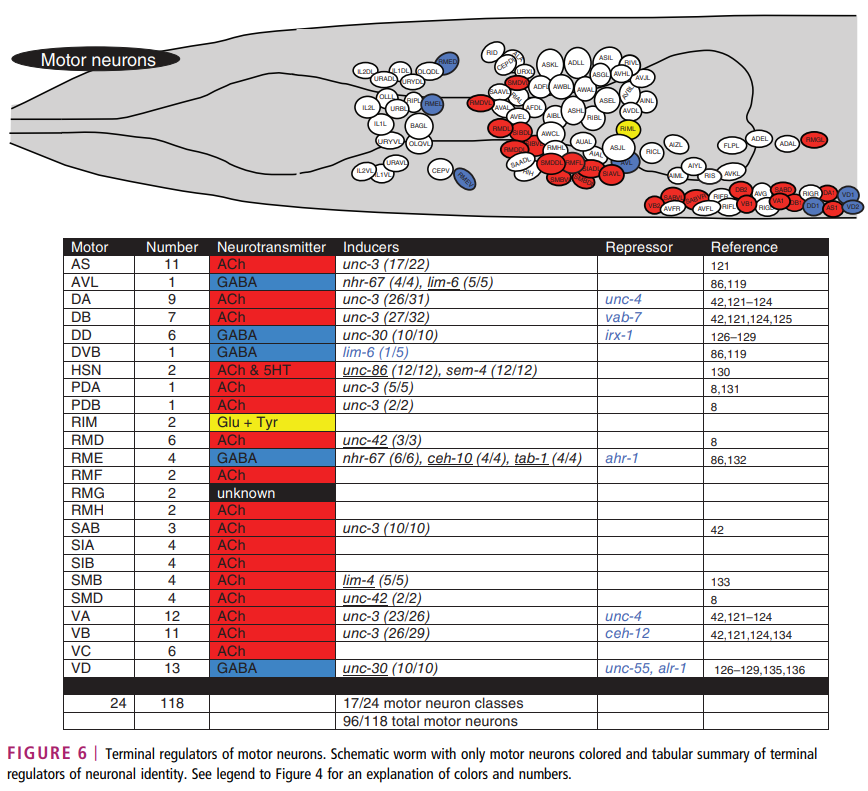 Motor neurons
IL2DL
IL1DL
OLQDL
RMED
URADL
URYDL
OLLL
RIPL
RMEL
IL2L
URBL
IL1L
BAGL
URYVL
OLQVL
URAVL
IL2VL
IL1VL
CEPV
RMEV
RID
ASKL
ADLL
ASIL
RIVL
URXL
ASGL
AVHL
AVJL
SMDVL
ADFL
AWBL
AWAL
SAAVL
RMDVL
AVAL
AFDL
ASHL
ASEL
AINL
AVEL
AIBL
RIBL
AVDL
RMDL
SIBDL
AWCL
RIML
RMDDL
RMHL
AUAL
ASJL
RICL
AIZL
SAADL
SMDDL
RMFL
SIADL
AVL
SIAVL
FLPL
ADEL
ADAL
RMGL
AIYL
AIML
RIS
AVKL
AVFR
AVFL
RIFL
DB2
VB1
AVG
SABD
VA1
RIGR
DA1
VD1
DD1
AS1
VD2
Motor Number Neurotransmitter Inducers Repressor Reference
AS 11 ACh unc-3 (17/22) 121
AVL 1 GABA nhr-67 (4/4), lim-6 (5/5) 86,119
DA 9 ACh unc-3 (26/31) unc-4 42,121–124
DB 7 ACh unc-3 (27/32) vab-7 42,121,124,125
DD 6 GABA unc-30 (10/10) irx-1 126–129
DVB 1 GABA lim-6 (1/5) 86,119
HSN 2 ACh & 5HT unc-86 (12/12), sem-4 (12/12) 130
PDA 1 ACh unc-3 (5/5) 8,131
PDB 1 ACh unc-3 (2/2) 8
RIM 2 Glu + Tyr
RMD 6 ACh unc-42 (3/3) 8
RME 4 GABA nhr-67 (6/6), ceh-10 (4/4), tab-1 (4/4) ahr-1 86,132
RMF 2 ACh
RMG 2 unknown
RMH 2 ACh
SAB 3 ACh unc-3 (10/10) 42
SIA 4 ACh
SIB 4 ACh
SMB 4 ACh lim-4 (5/5) 133
SMD 4 ACh unc-42 (2/2) 8
VA 12 ACh unc-3 (23/26) unc-4 42,121–124
VB 11 ACh unc-3 (26/29) ceh-12 42,121,124,134
VC 6 ACh
VD 13 GABA unc-30 (10/10) unc-55, alr-1 126–129,135,136
24 118 17/24 motor neuron classes
96/118 total motor neurons
FIGURE 6 | Terminal regulators of motor neurons. Schematic worm with only motor neurons colored and tabular summary of terminal
regulators of neuronal identity. See legend to Figure 4 for an explanation of colors and numbers.